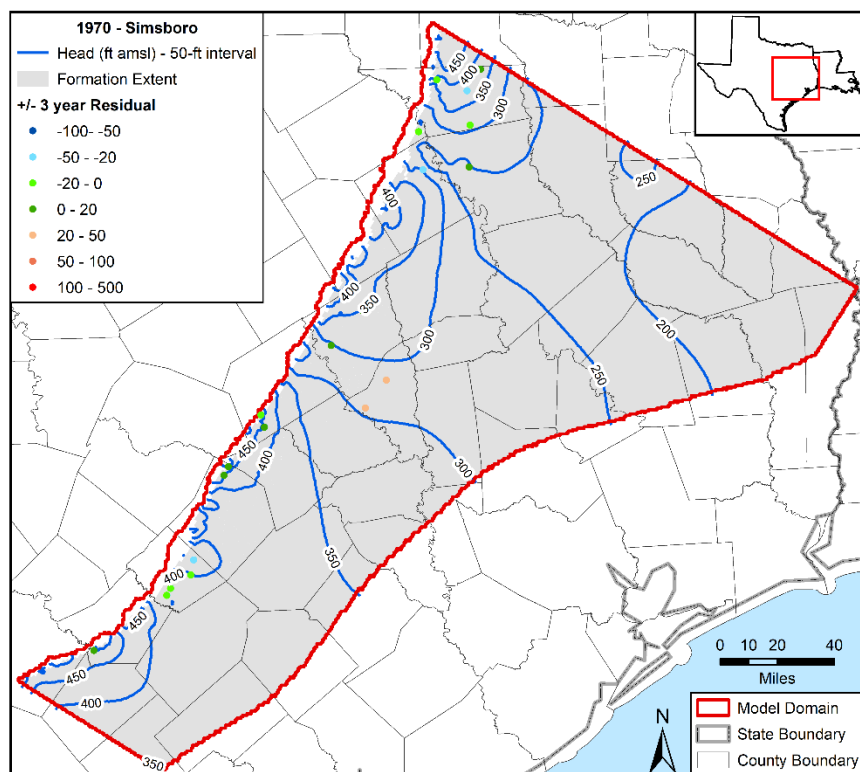 1970 - Simsboro
Head (ft amsl) - 50-ft interval
Formation Extent
+/- 3 year Residual
-100- -50
-50 - -20
-20 - 0
0 - 20
20 - 50
50 - 100
100 - 500
450
400
350
300
250
400
400
350
200
300
250
450
400
300
350
400
450
450
400
350
0 10 20 40
Miles
N
Model Domain
State Boundary
County Boundary